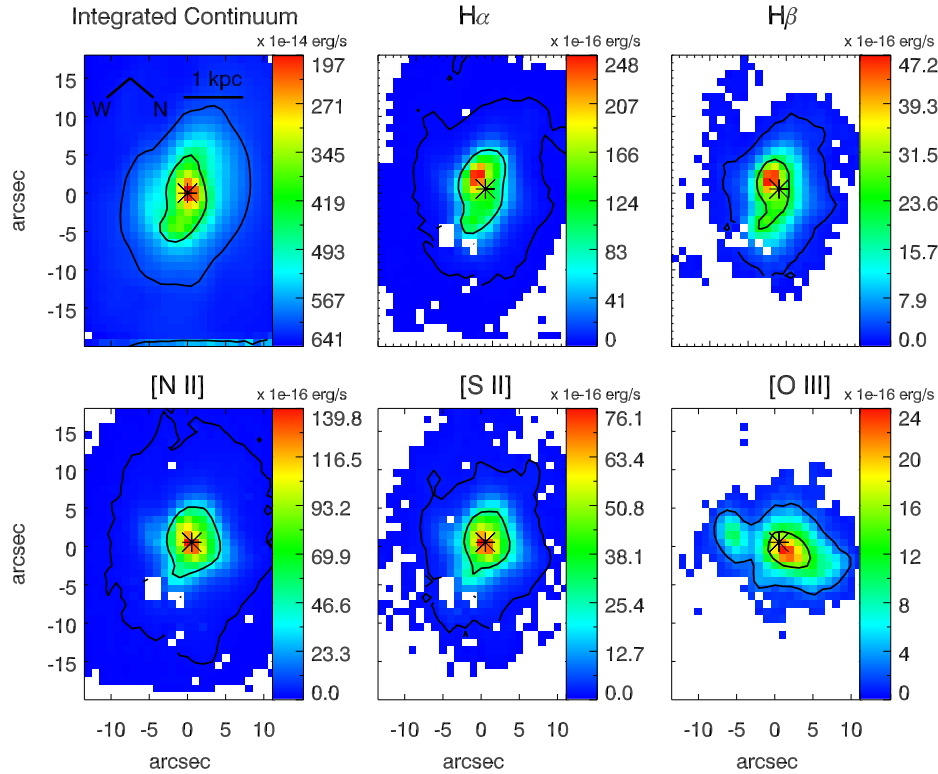 Integrated Continuum
Hα
Hβ
x 1e-14 erg/s
x 1e-16 erg/s
x 1e-16 erg/s
15
10
5
0
-5
-10
-15
arcsec
W
N
1 kpc
197
271
345
419
493
567
641
248
207
166
124
83
41
0.0
47.2
39.3
31.5
23.6
15.7
7.9
0.0
[N II]
[S II]
[O III]
x 1e-16 erg/s
x 1e-16 erg/s
x 1e-16 erg/s
15
10
5
0
-5
-10
-15
arcsec
139.8
116.5
93.2
69.9
46.6
23.3
0.0
76.1
63.4
50.8
38.1
25.4
12.7
0.0
24
20
16
12
8
4
0
-10 -5 0 5 10
-10 -5 0 5 10
-10 -5 0 5 10
arcsec
arcsec
arcsec